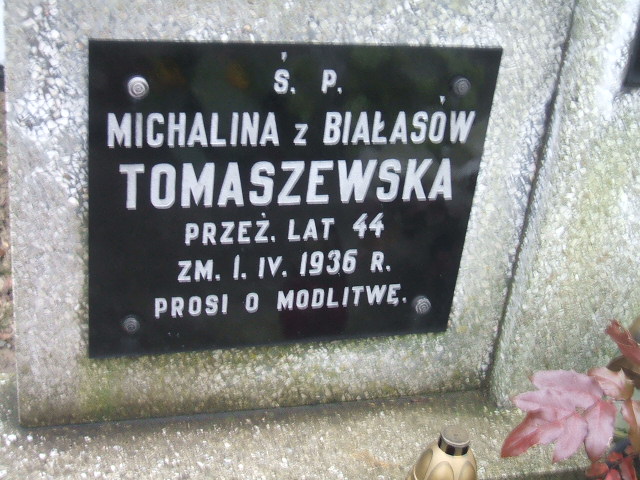 Ś. P.
MICHALINA z BIAŁASÓW
TOMASZEWSKA
PRZEŻ. LAT 44
ZM. 1. IV. 1936 R.
PROSI O MODLITWĘ.